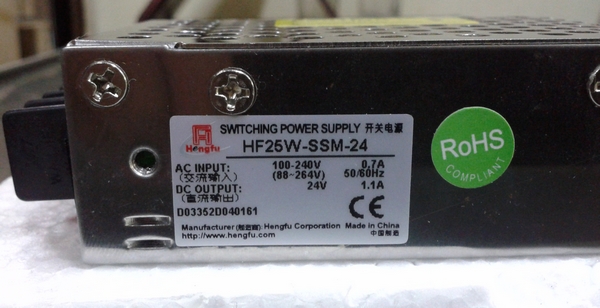 SWITCHING POWER SUPPLY 开关电源
Hengfu
HF25W-SSM-24
AC INPUT: 100-240V 0.7A
(交流输入) (88~264V) 50/60Hz
DC OUTPUT: 24V 1.1A
(直流输出)
D03352D040161
CE
Manufacturer (制造商): Hengfu Corporation Made in China
http://www.hengfu.com 中国制造
RoHS
COMPLIANT